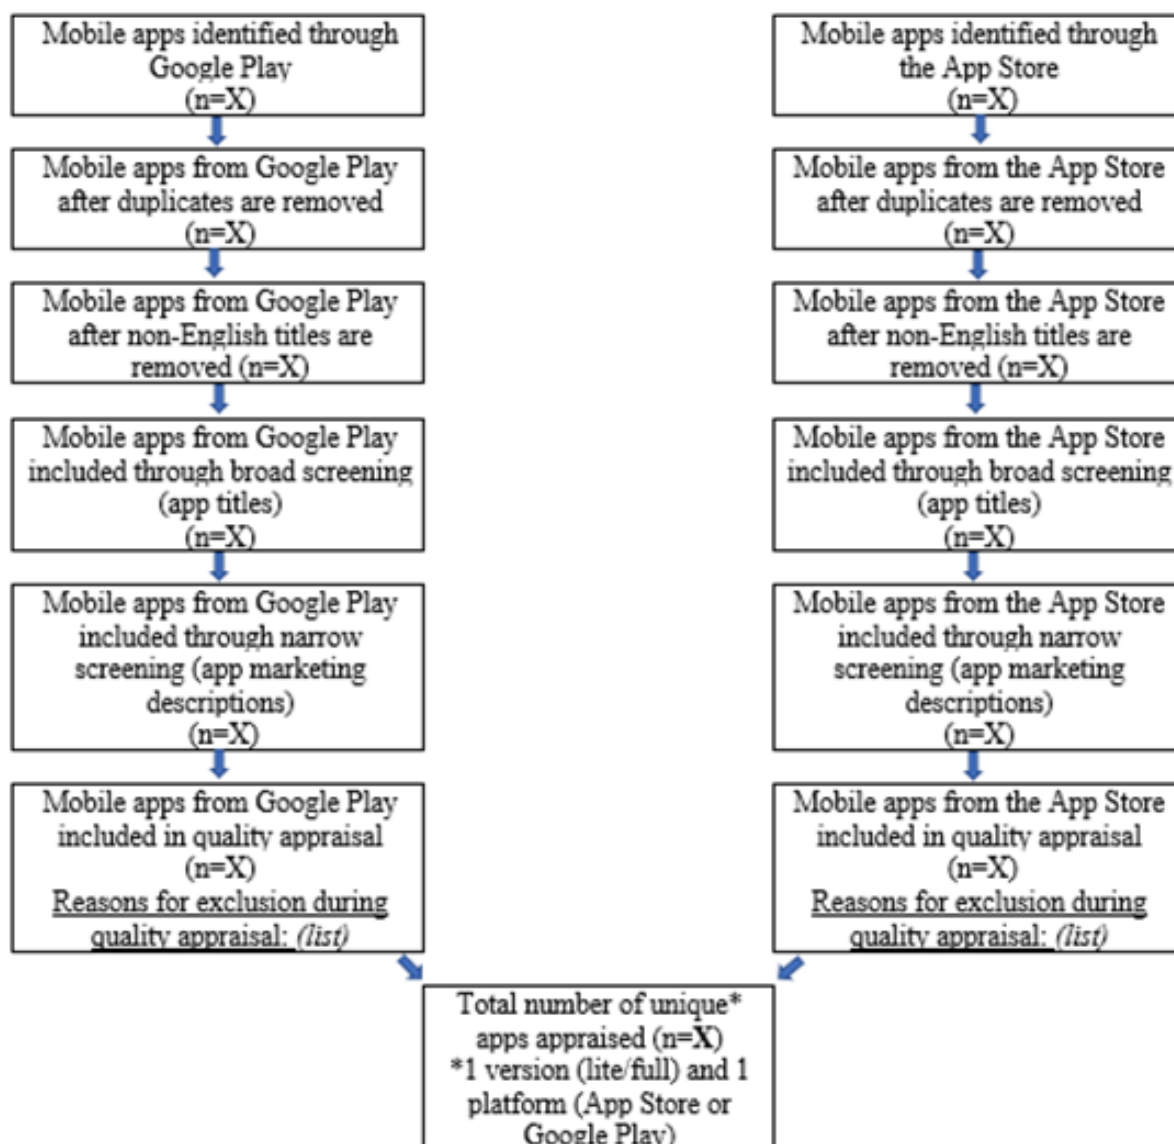 Mobile apps identified through
Google Play
(n=X)
Mobile apps from Google Play
after duplicates are removed
(n=X)
Mobile apps from Google Play
after non-English titles are
removed (n=X)
Mobile apps from Google Play
included through broad screening
(app titles)
(n=X)
Mobile apps from Google Play
included through narrow
screening (app marketing
descriptions)
(n=X)
Mobile apps from Google Play
included in quality appraisal
(n=X)
Reasons for exclusion during
quality appraisal: (list)
Mobile apps identified through
the App Store
(n=X)
Mobile apps from the App Store
after duplicates are removed
(n=X)
Mobile apps from the App Store
after non-English titles are
removed (n=X)
Mobile apps from the App Store
included through broad screening
(app titles)
(n=X)
Mobile apps from the App Store
included through narrow
screening (app marketing
descriptions)
(n=X)
Mobile apps from the App Store
included in quality appraisal
(n=X)
Reasons for exclusion during
quality appraisal: (list)
Total number of unique*
apps appraised (n=X)
*1 version (lite/full) and 1
platform (App Store or
Google Play)